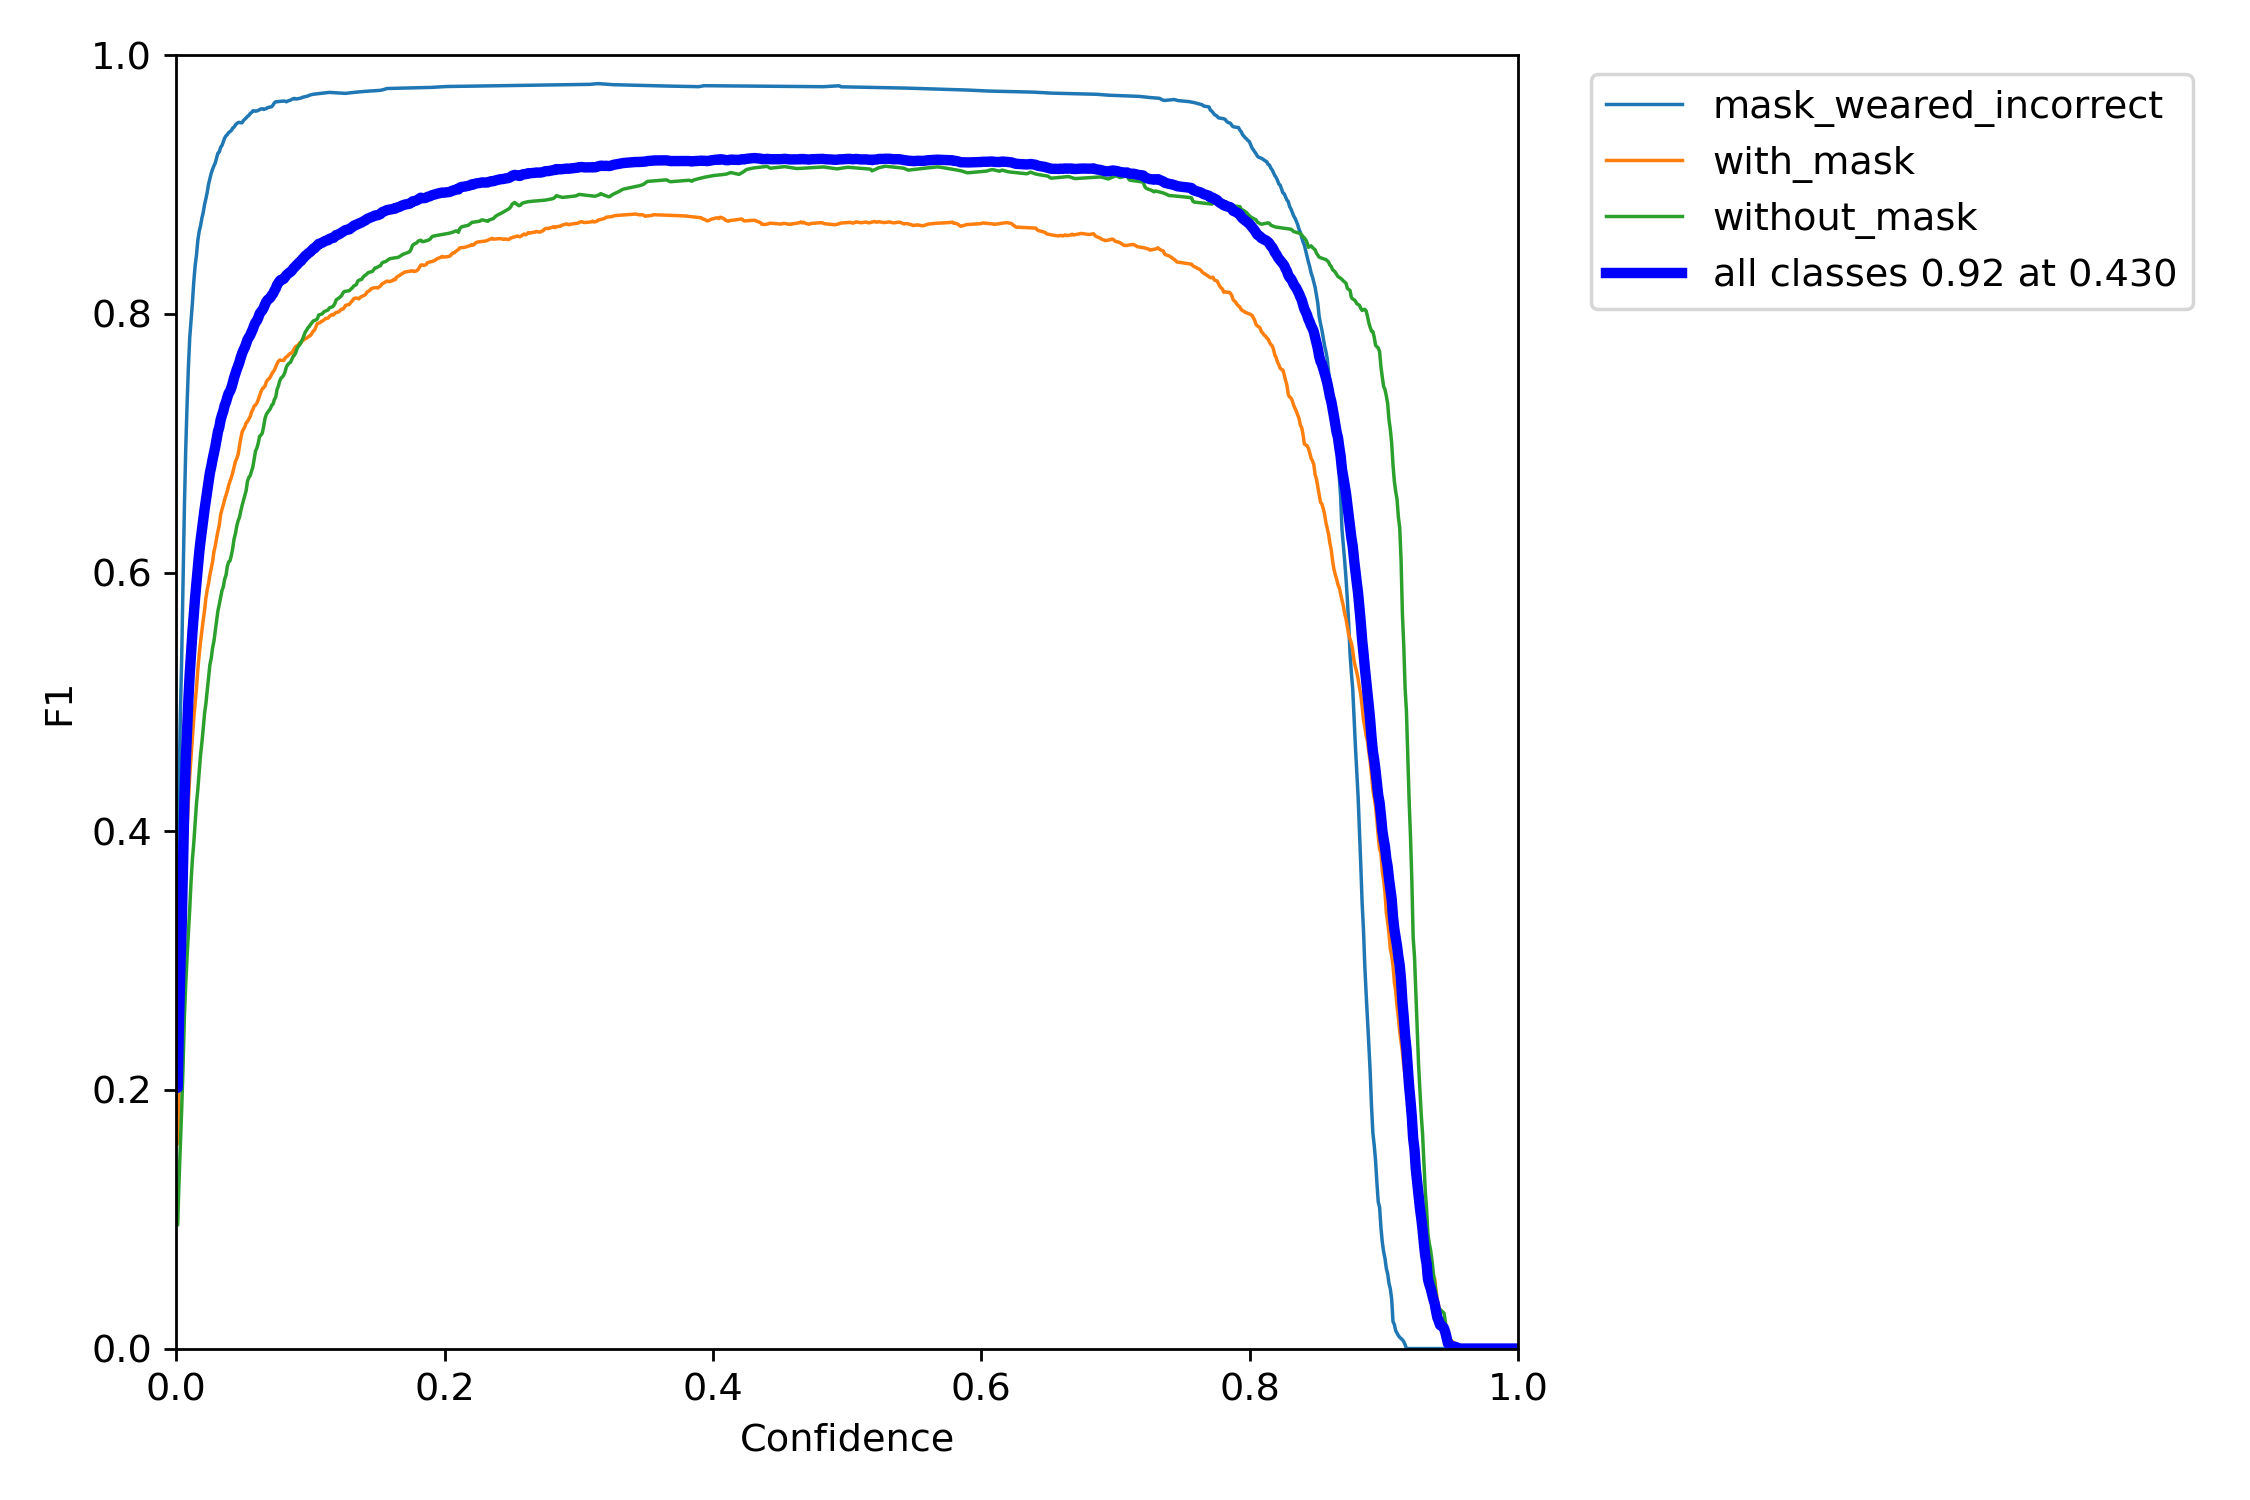 1.0
0.8
0.6
0.4
0.2
0.0
F1
0.0 0.2 0.4 0.6 0.8 1.0
Confidence
mask_weared_incorrect
with_mask
without_mask
all classes 0.92 at 0.430